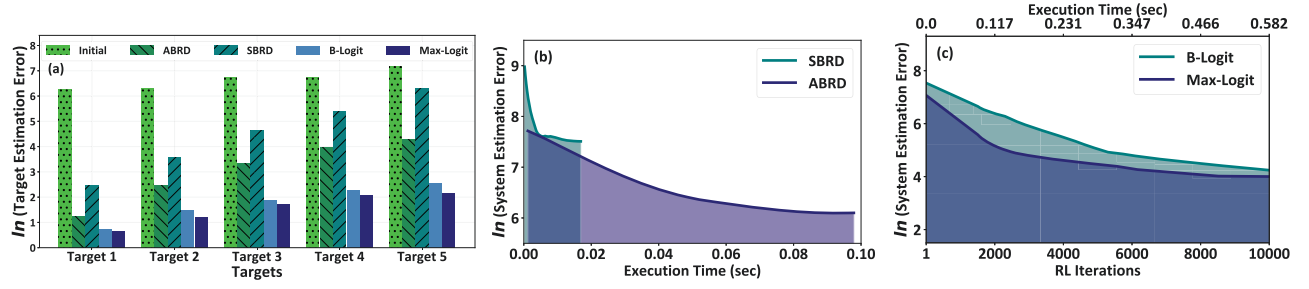 ln (Target Estimation Error)
8
7
6
5
4
3
2
1
0
Initial ABRD SBRD B-Logit Max-Logit
(a)
Target 1 Target 2 Target 3 Target 4 Target 5
Targets
ln (System Estimation Error)
9
8
7
6
(b)
SBRD
ABRD
0.00 0.02 0.04 0.06 0.08 0.10
Execution Time (sec)
Execution Time (sec)
0.0 0.117 0.231 0.347 0.466 0.582
ln (System Estimation Error)
8
6
4
2
(c)
B-Logit
Max-Logit
1 2000 4000 6000 8000 10000
RL Iterations